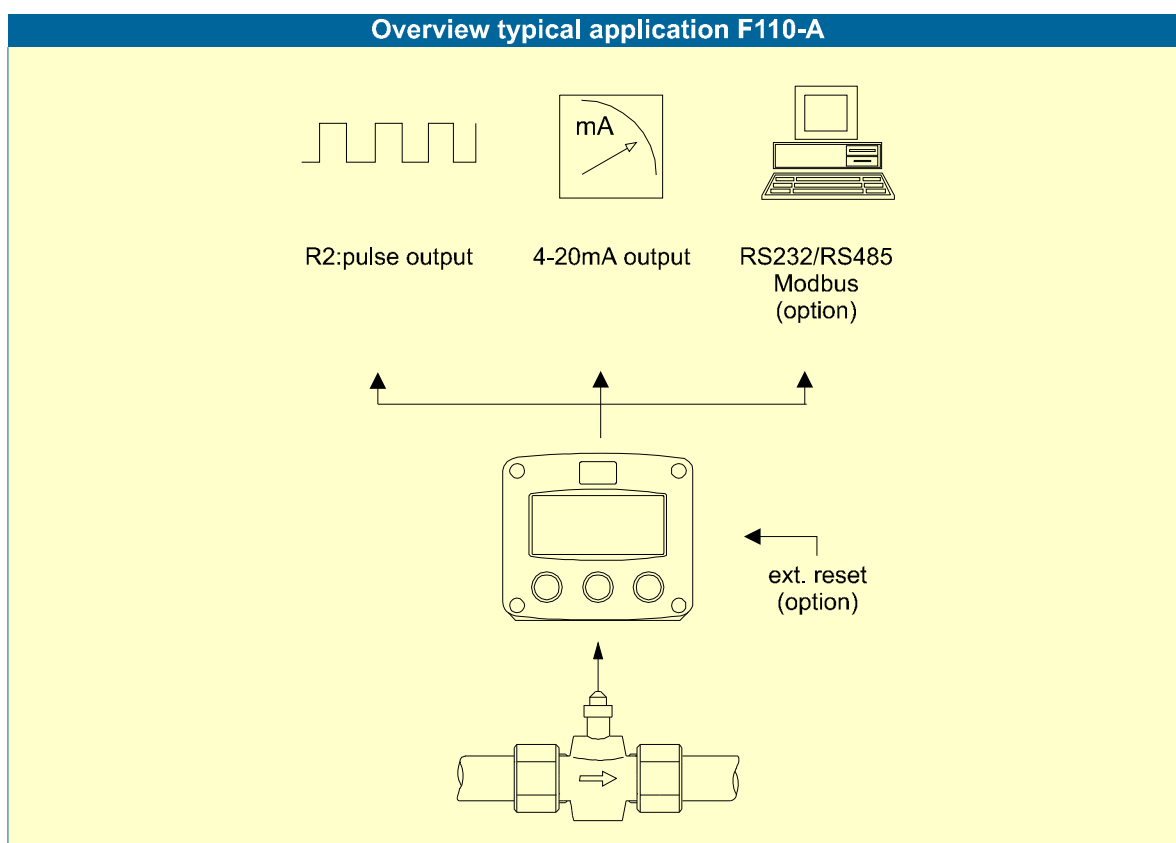 Overview typical application F110-A
mA
R2:pulse output
4-20mA output
RS232/RS485
Modbus
(option)
ext. reset
(option)